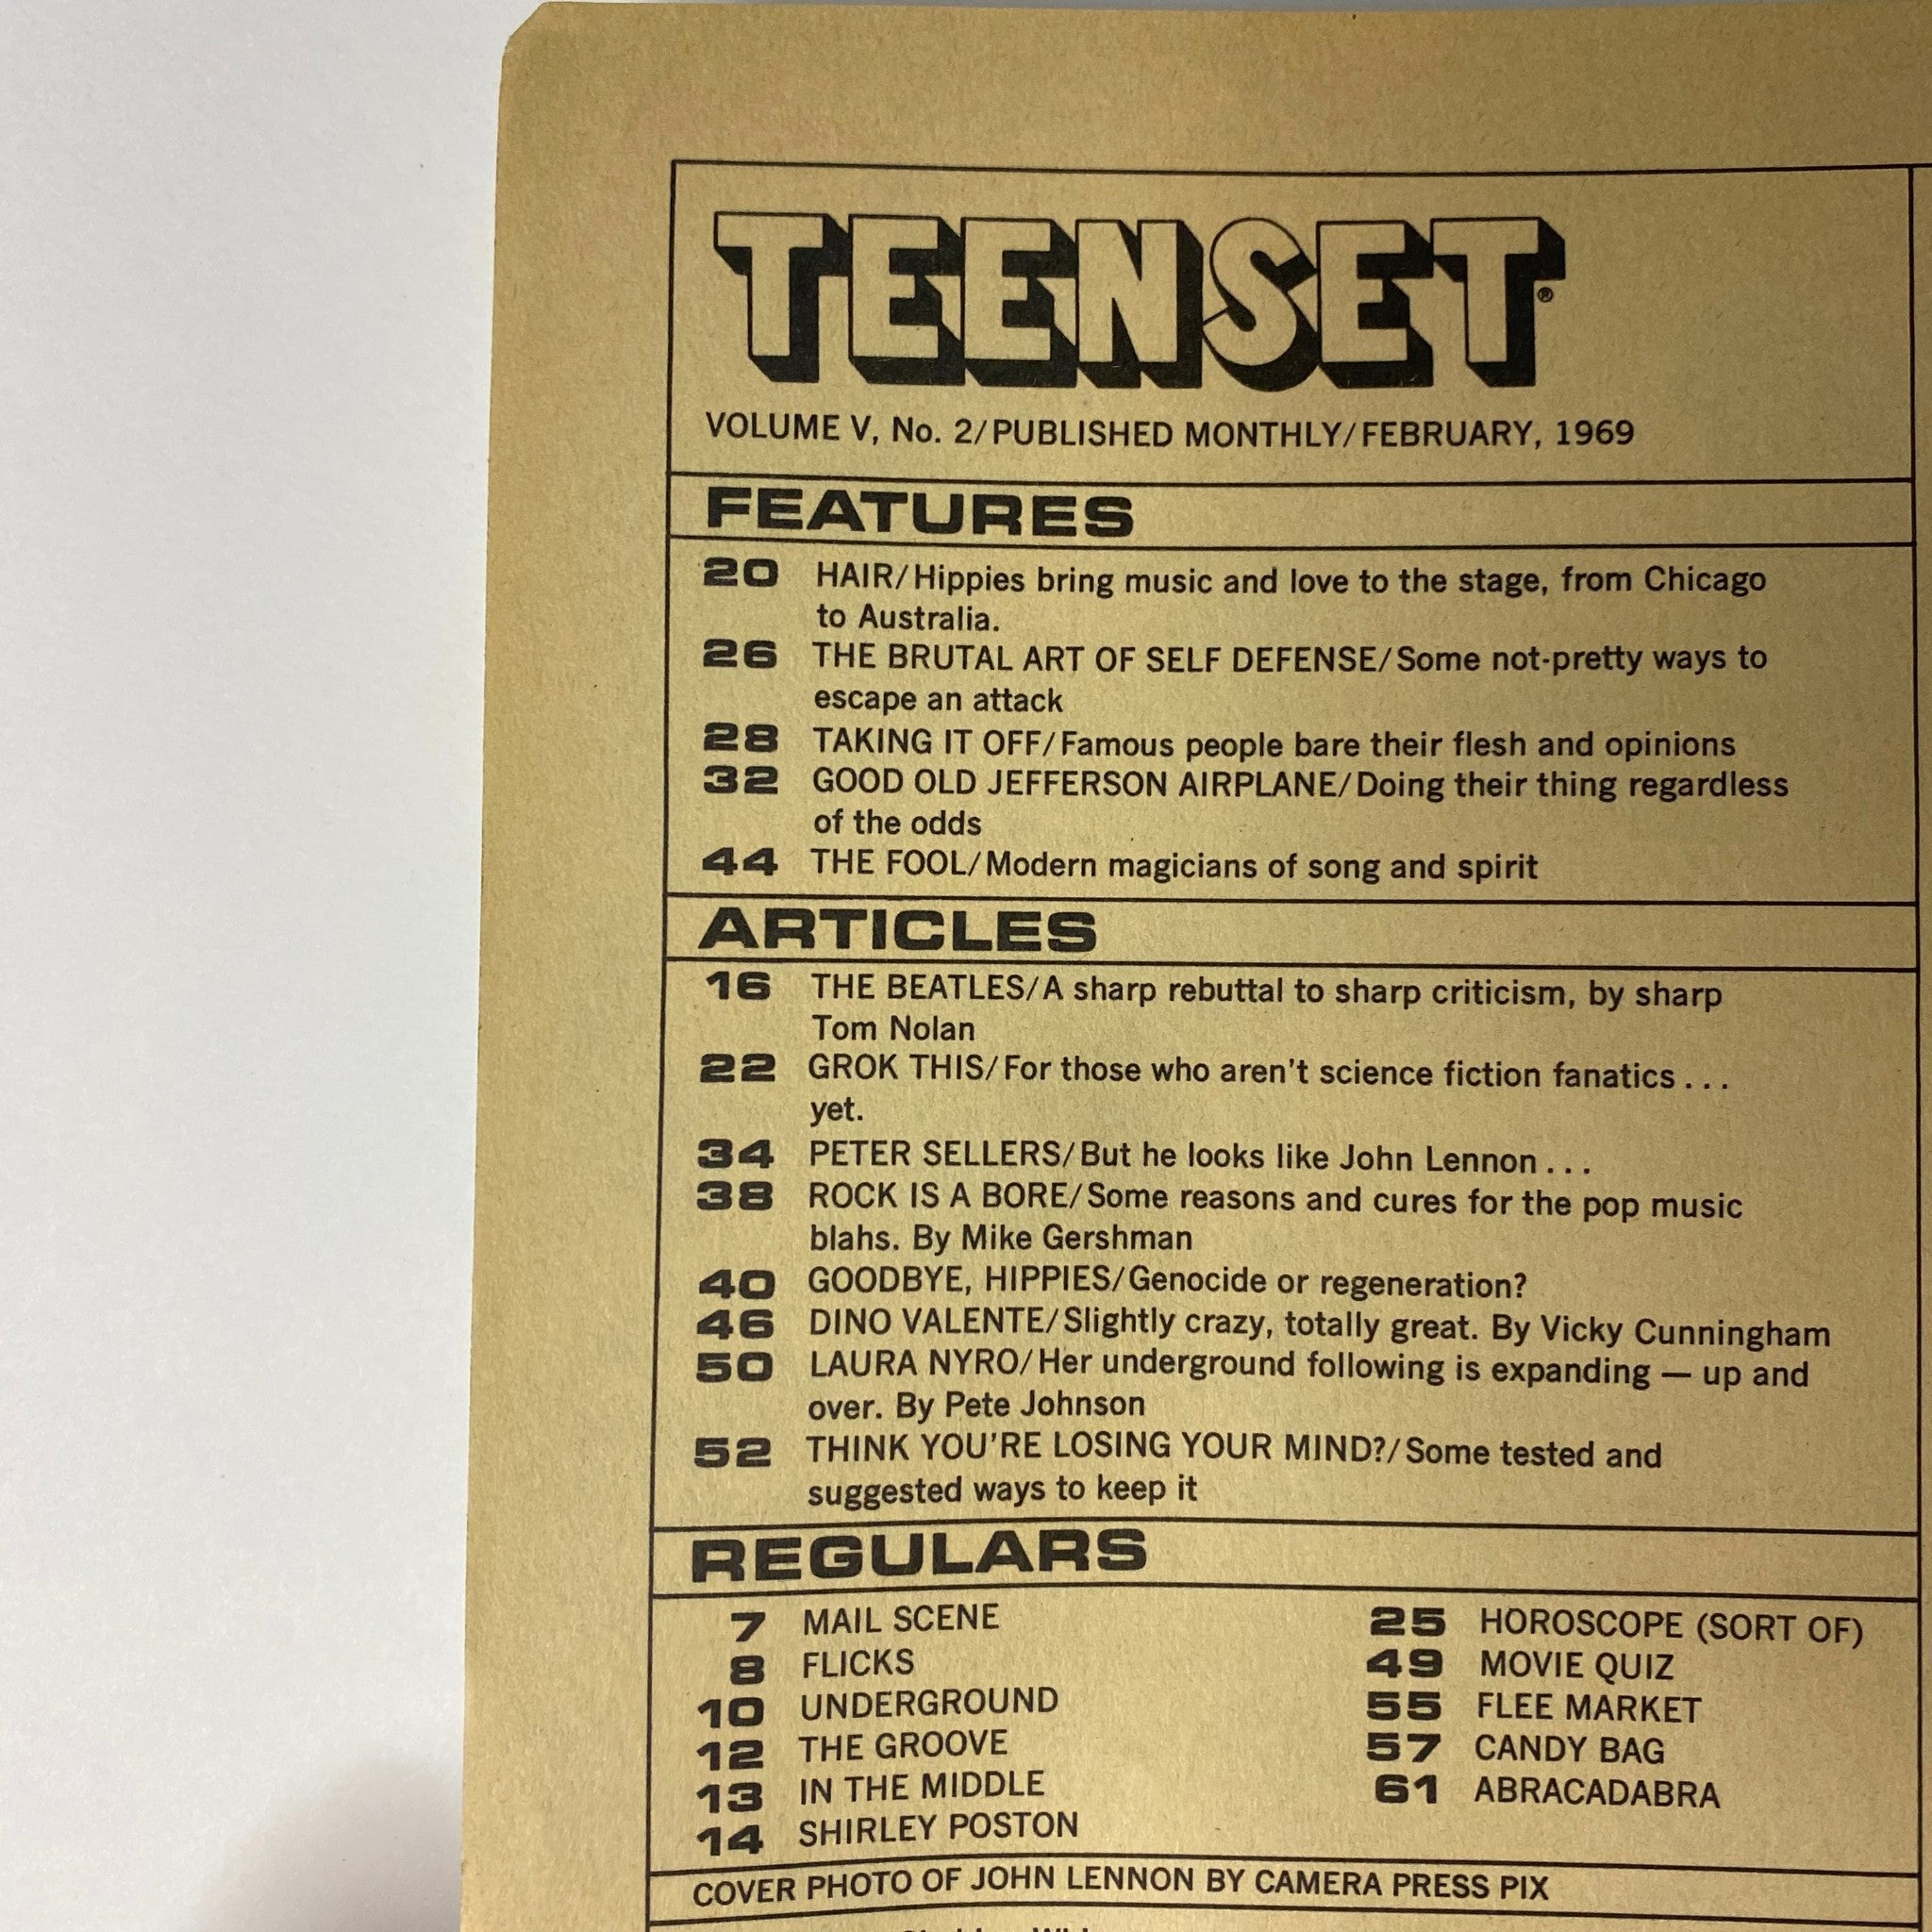 TEENSET®
VOLUME V, No. 2/PUBLISHED MONTHLY/FEBRUARY, 1969
FEATURES
20 HAIR/Hippies bring music and love to the stage, from Chicago
to Australia.
26 THE BRUTAL ART OF SELF DEFENSE/Some not-pretty ways to
escape an attack
28 TAKING IT OFF/Famous people bare their flesh and opinions
32 GOOD OLD JEFFERSON AIRPLANE/Doing their thing regardless
of the odds
44 THE FOOL/Modern magicians of song and spirit
ARTICLES
16 THE BEATLES/A sharp rebuttal to sharp criticism, by sharp
Tom Nolan
22 GROK THIS/For those who aren't science fiction fanatics...
yet.
34 PETER SELLERS/But he looks like John Lennon...
38 ROCK IS A BORE/Some reasons and cures for the pop music
blahs. By Mike Gershman
40 GOODBYE, HIPPIES/Genocide or regeneration?
46 DINO VALENTE/Slightly crazy, totally great. By Vicky Cunningham
50 LAURA NYRO/Her underground following is expanding — up and
over. By Pete Johnson
52 THINK YOU'RE LOSING YOUR MIND?/Some tested and
suggested ways to keep it
REGULARS
7 MAIL SCENE
8 FLICKS
10 UNDERGROUND
12 THE GROOVE
13 IN THE MIDDLE
14 SHIRLEY POSTON
25 HOROSCOPE (SORT OF)
49 MOVIE QUIZ
55 FLEE MARKET
57 CANDY BAG
61 ABRACADABRA
COVER PHOTO OF JOHN LENNON BY CAMERA PRESS PIX